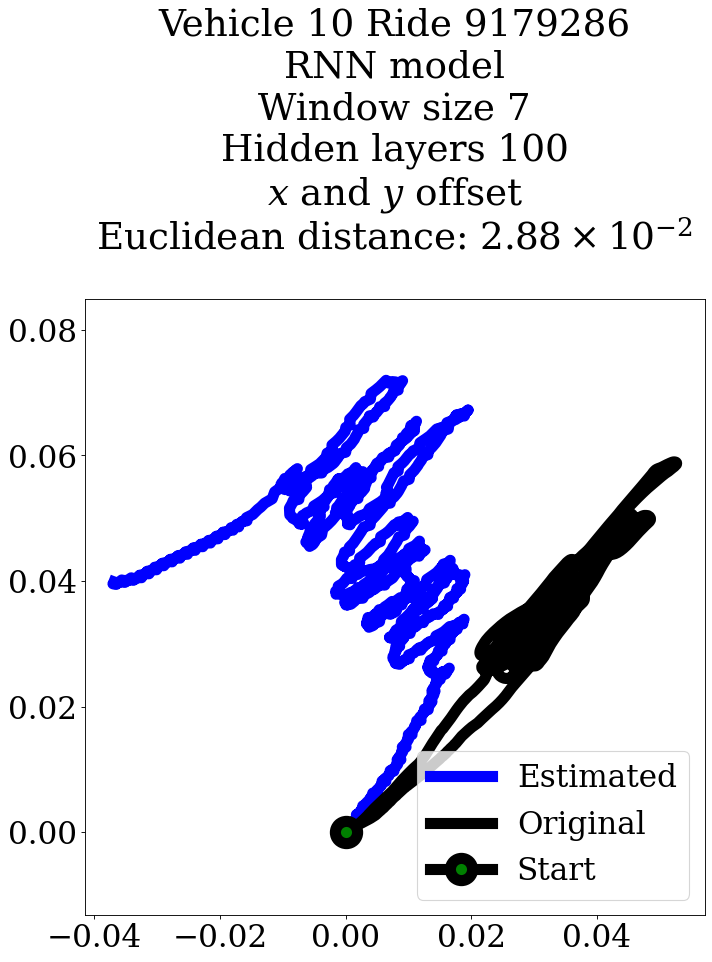 Vehicle 10 Ride 9179286
RNN model
Window size 7
Hidden layers 100
x and y offset
Euclidean distance: 2.88 × 10⁻²
0.08
0.06
0.04
0.02
0.00
−0.04 −0.02 0.00 0.02 0.04
Estimated
Original
Start